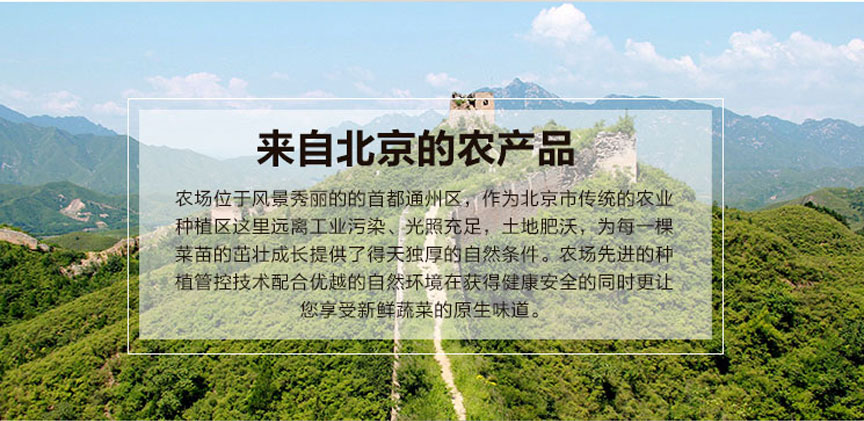 来自北京的农产品
农场位于风景秀丽的的首都通州区，作为北京市传统的农业
种植区这里远离工业污染、光照充足，土地肥沃，为每一棵
菜苗的茁壮成长提供了得天独厚的自然条件。农场先进的种
植管控技术配合优越的自然环境在获得健康安全的同时更让
您享受新鲜蔬菜的原生味道。